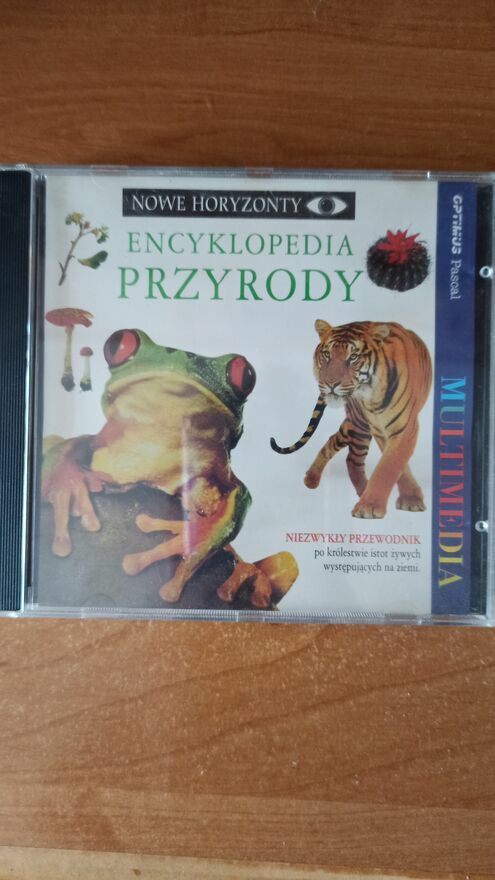 NOWE HORYZONTY
ENCYKLOPEDIA
PRZYRODY
NIEZWYKŁY PRZEWODNIK
po królestwie istot żywych
występujących na ziemi.
OPTIMUS Pascal
MULTIMEDIA